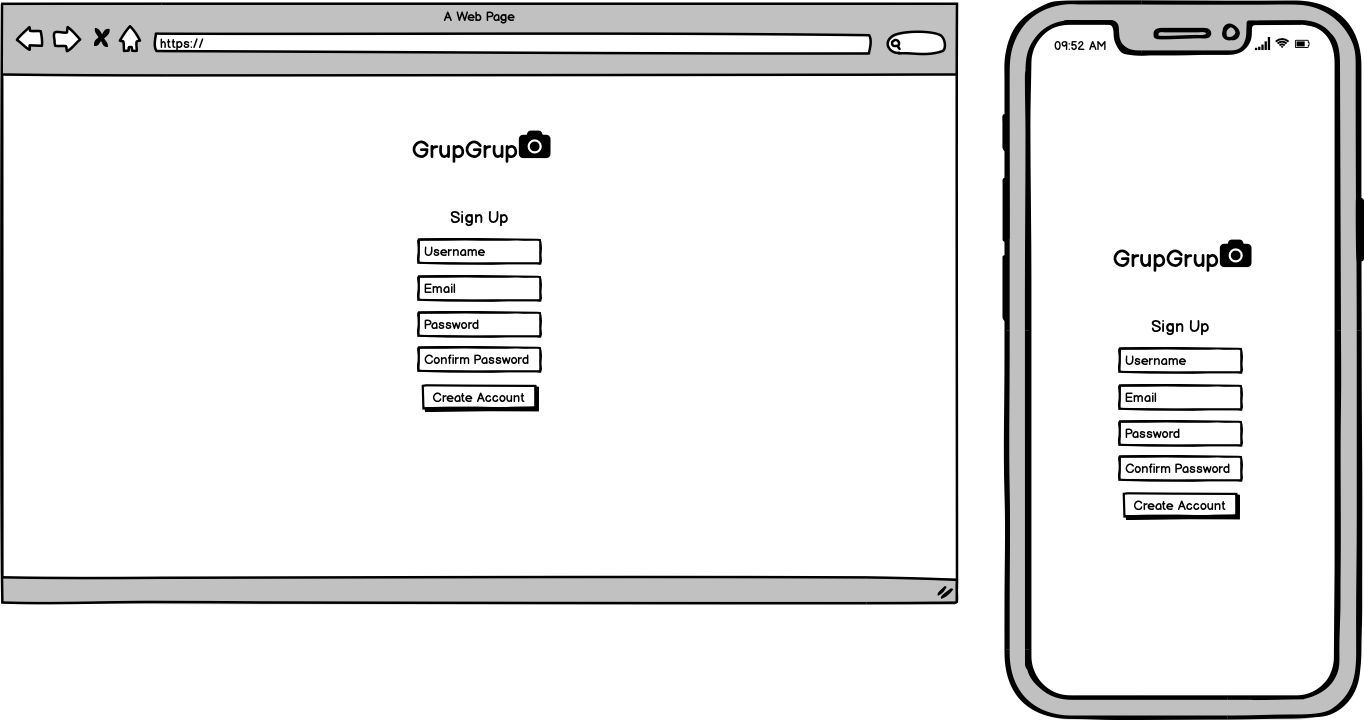 A Web Page
https://
GrupGrup
Sign Up
Username
Email
Password
Confirm Password
Create Account
09:52 AM
GrupGrup
Sign Up
Username
Email
Password
Confirm Password
Create Account